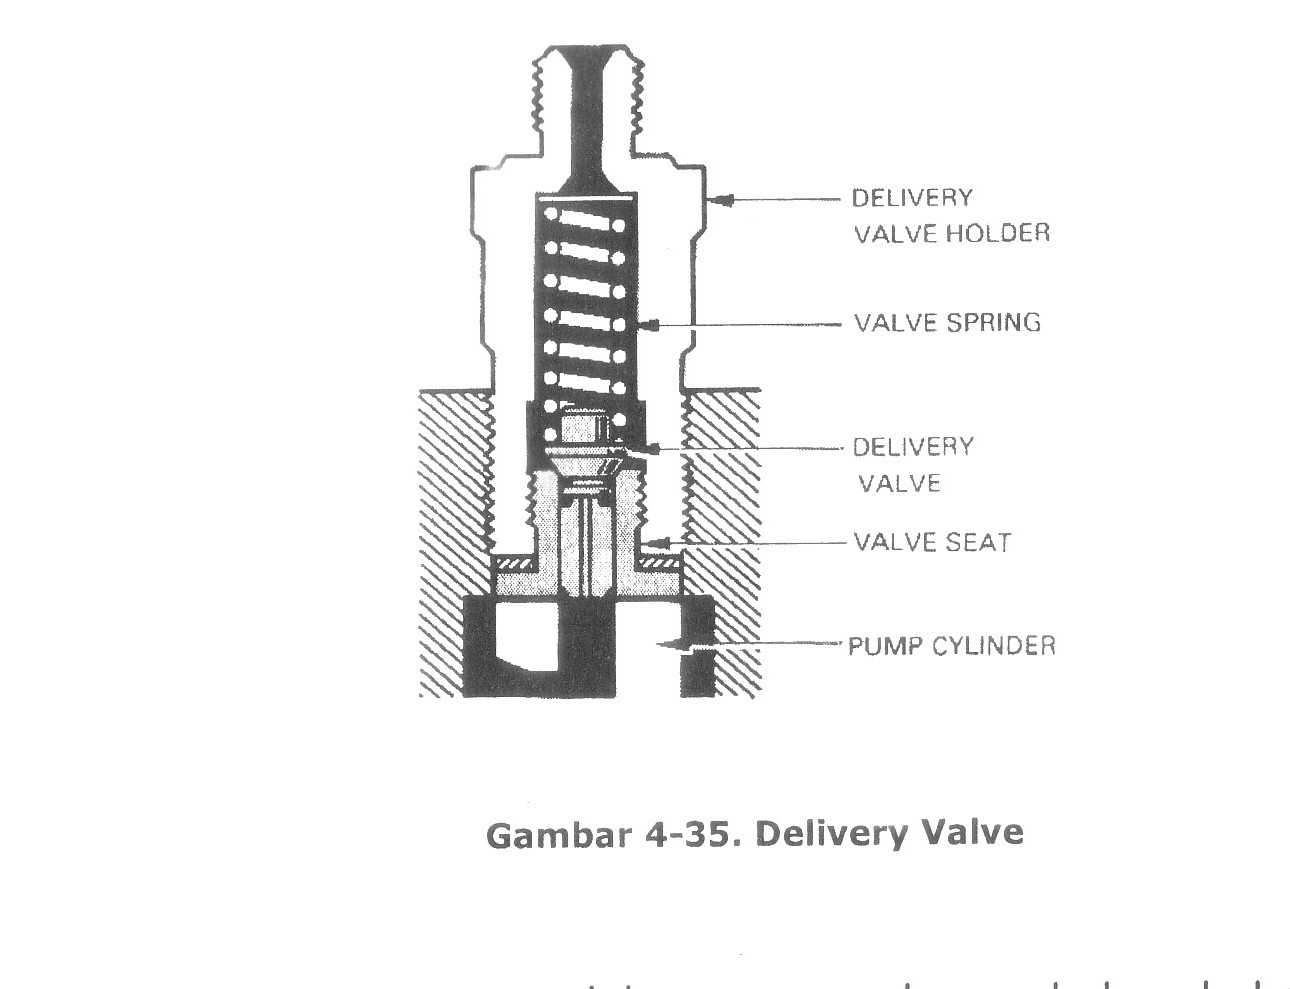 DELIVERY
VALVE HOLDER
VALVE SPRING
DELIVERY
VALVE
VALVE SEAT
PUMP CYLINDER
Gambar 4-35. Delivery Valve